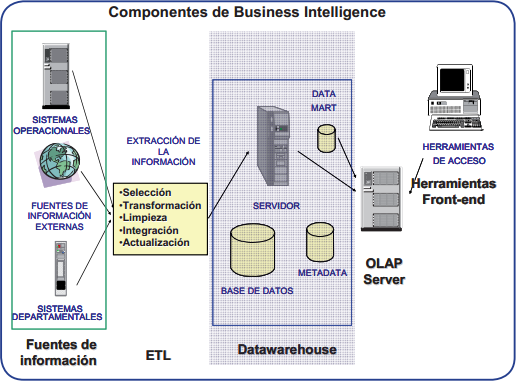 Componentes de Business Intelligence
SISTEMAS
OPERACIONALES
FUENTES DE
INFORMACIÓN
EXTERNAS
SISTEMAS
DEPARTAMENTALES
Fuentes de
información
EXTRACCIÓN DE
LA
INFORMACIÓN
•Selección
•Transformación
•Limpieza
•Integración
•Actualización
ETL
DATA
MART
SERVIDOR
BASE DE DATOS
METADATA
Datawarehouse
OLAP
Server
HERRAMIENTAS
DE ACCESO
Herramientas
Front-end